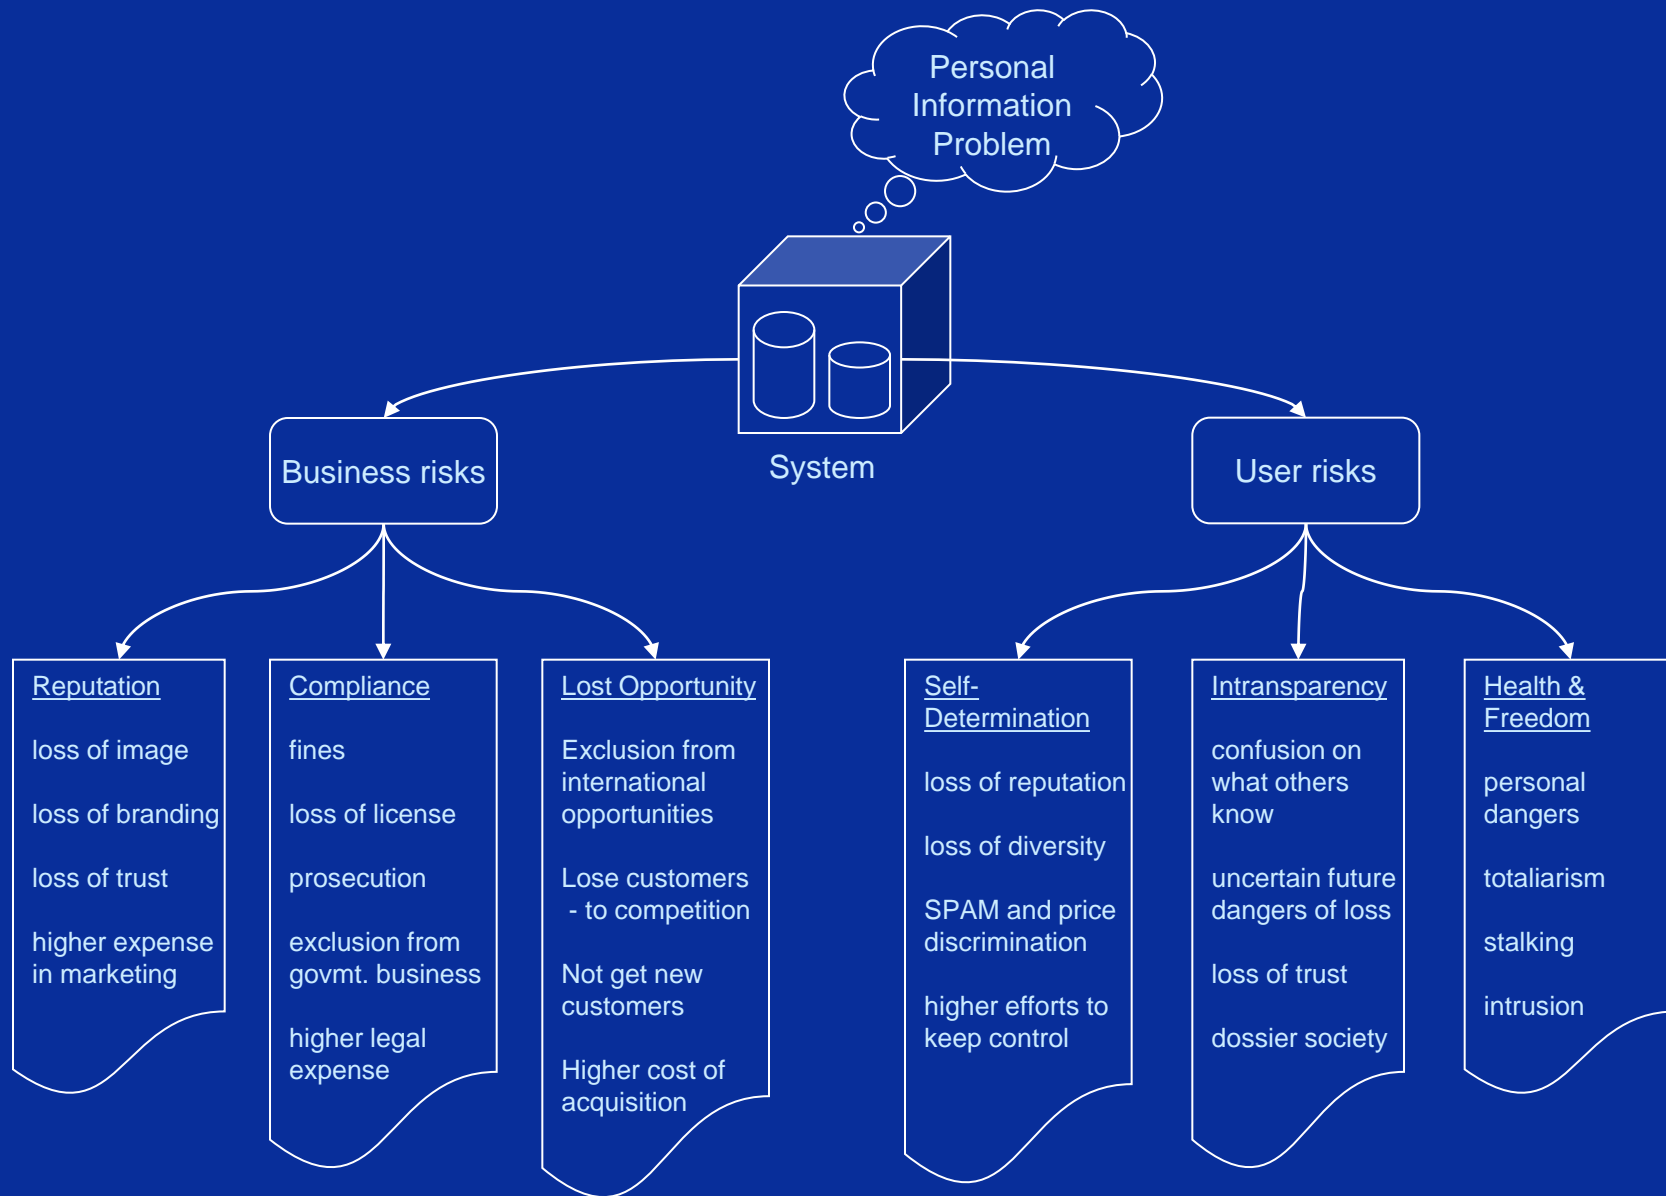 Personal
Information
Problem
System
Business risks
User risks
Reputation
loss of image
loss of branding
loss of trust
higher expense
in marketing
Compliance
fines
loss of license
prosecution
exclusion from
govmt. business
higher legal
expense
Lost Opportunity
Exclusion from
international
opportunities
Lose customers
- to competition
Not get new
customers
Higher cost of
acquisition
Self-
Determination
loss of reputation
loss of diversity
SPAM and price
discrimination
higher efforts to
keep control
Intransparency
confusion on
what others
know
uncertain future
dangers of loss
loss of trust
dossier society
Health &
Freedom
personal
dangers
totaliarism
stalking
intrusion